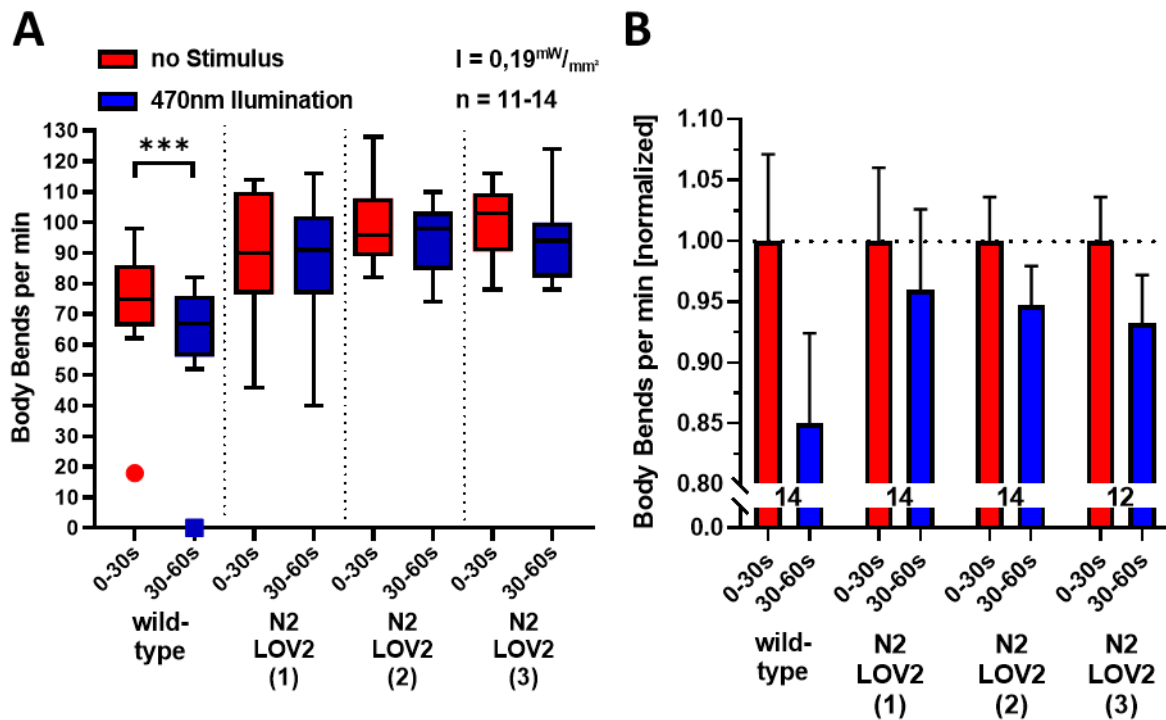 A
no Stimulus
470nm Ilumination
I = 0,19mW/mm²
n = 11-14
Body Bends per min
130
120
110
100
90
80
70
60
50
40
30
20
10
0
***
0-30s
30-60s
0-30s
30-60s
0-30s
30-60s
0-30s
30-60s
wild-
type
N2
LOV2
(1)
N2
LOV2
(2)
N2
LOV2
(3)
B
Body Bends per min [normalized]
1.10
1.05
1.00
0.95
0.90
0.85
0.80
0.0
14
14
14
12
0-30s
30-60s
0-30s
30-60s
0-30s
30-60s
0-30s
30-60s
wild-
type
N2
LOV2
(1)
N2
LOV2
(2)
N2
LOV2
(3)